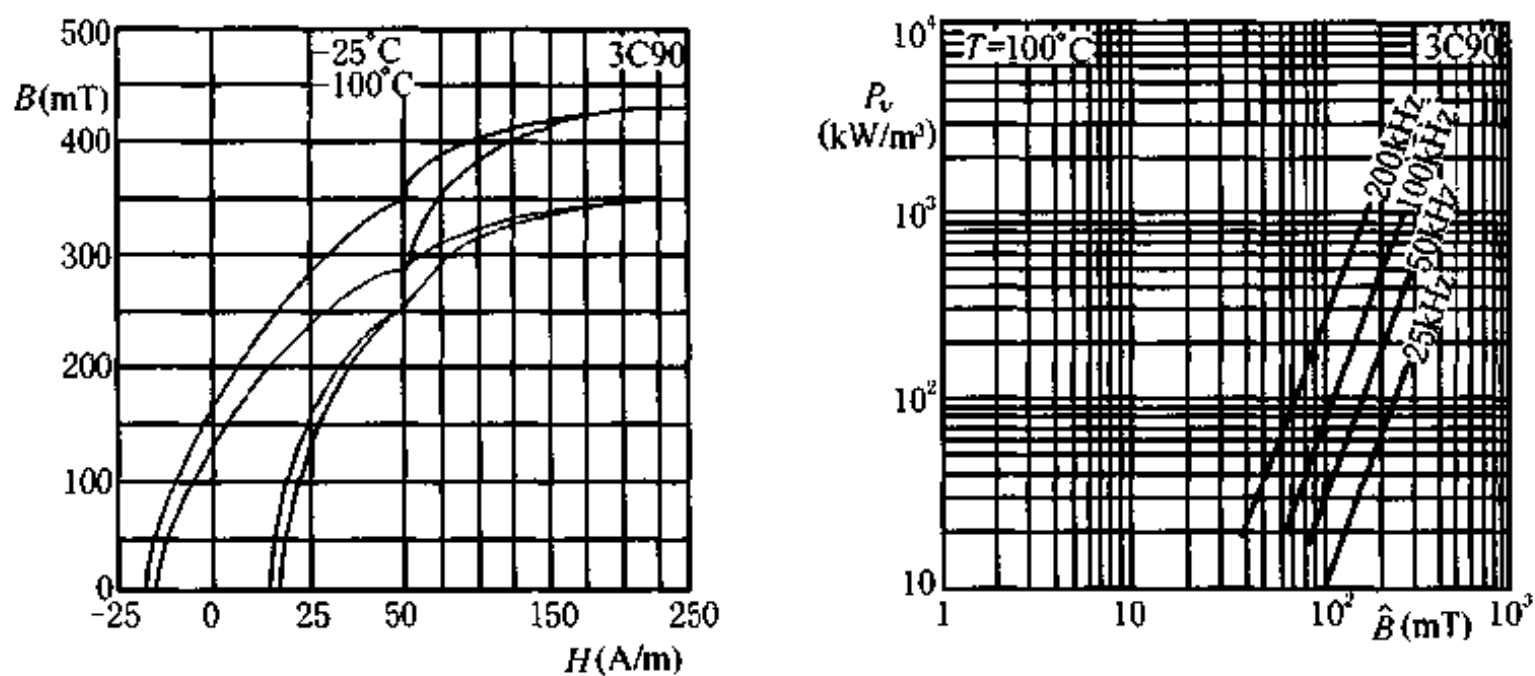 500
-25°C
3C90
-100°C
B(mT)
400
300
200
100
0
-25
0
25
50
150
250
H(A/m)
10⁴
T=100°C
3C90
P_v
(kW/m³)
200kHz
100kHz
50kHz
25kHz
10³
10²
10
1
10
10²
10³
B̂(mT)